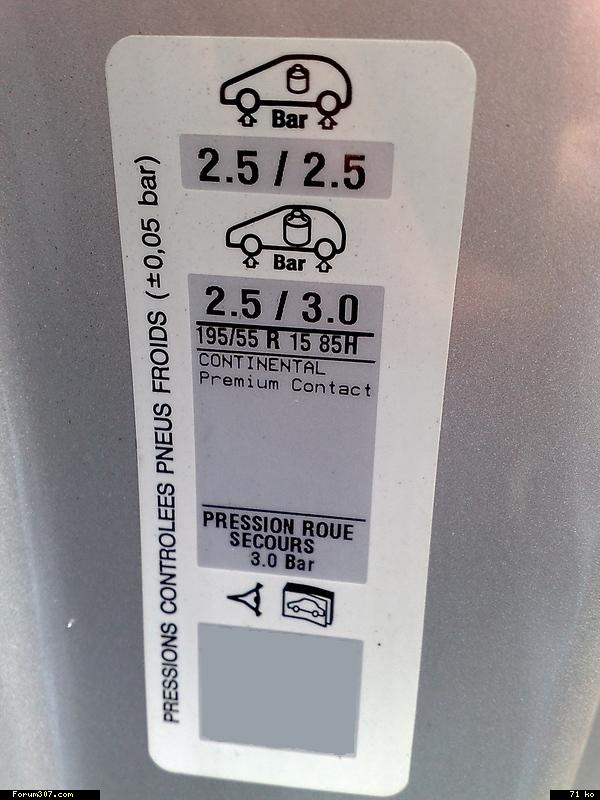 Bar
2.5 / 2.5
Bar
2.5 / 3.0
195/55 R 15 85H
CONTINENTAL
Premium Contact
PRESSION ROUE
SECOURS
3.0 Bar
PRESSIONS CONTROLEES PNEUS FROIDS (±0,05 bar)
Forum307.com
71 ko